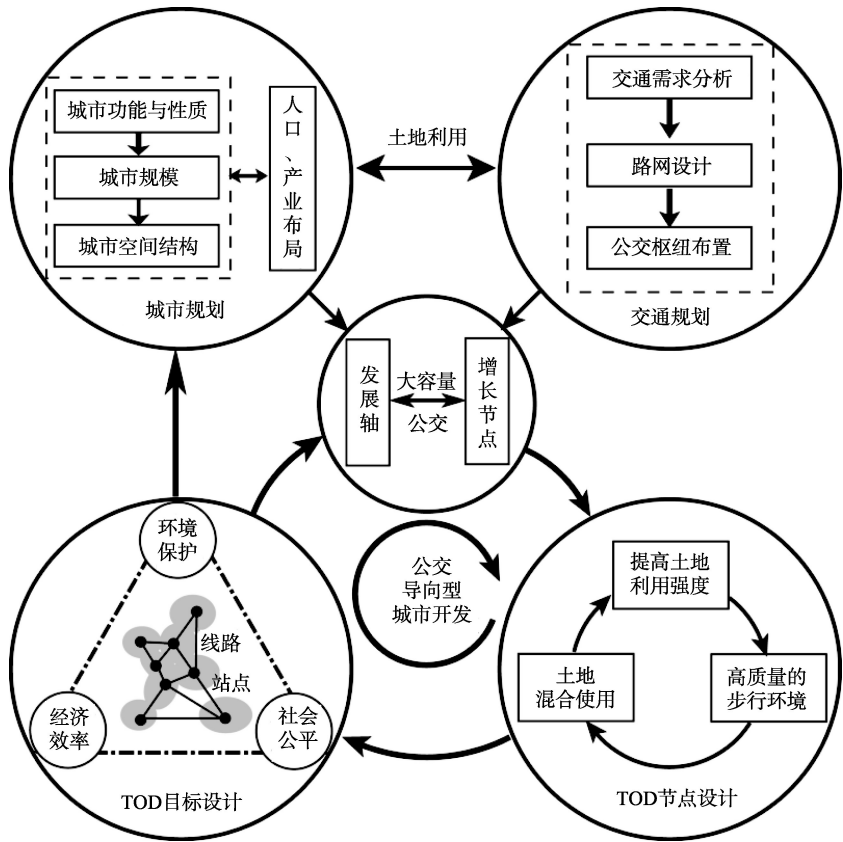 城市功能与性质
城市规模
城市空间结构
人口、产业布局
城市规划
土地利用
交通需求分析
路网设计
公交枢纽布置
交通规划
发展轴
大容量
公交
增长节点
环境
保护
线路
站点
经济
效率
社会
公平
TOD目标设计
公交
导向型
城市开发
提高土地
利用强度
土地
混合使用
高质量的
步行环境
TOD节点设计